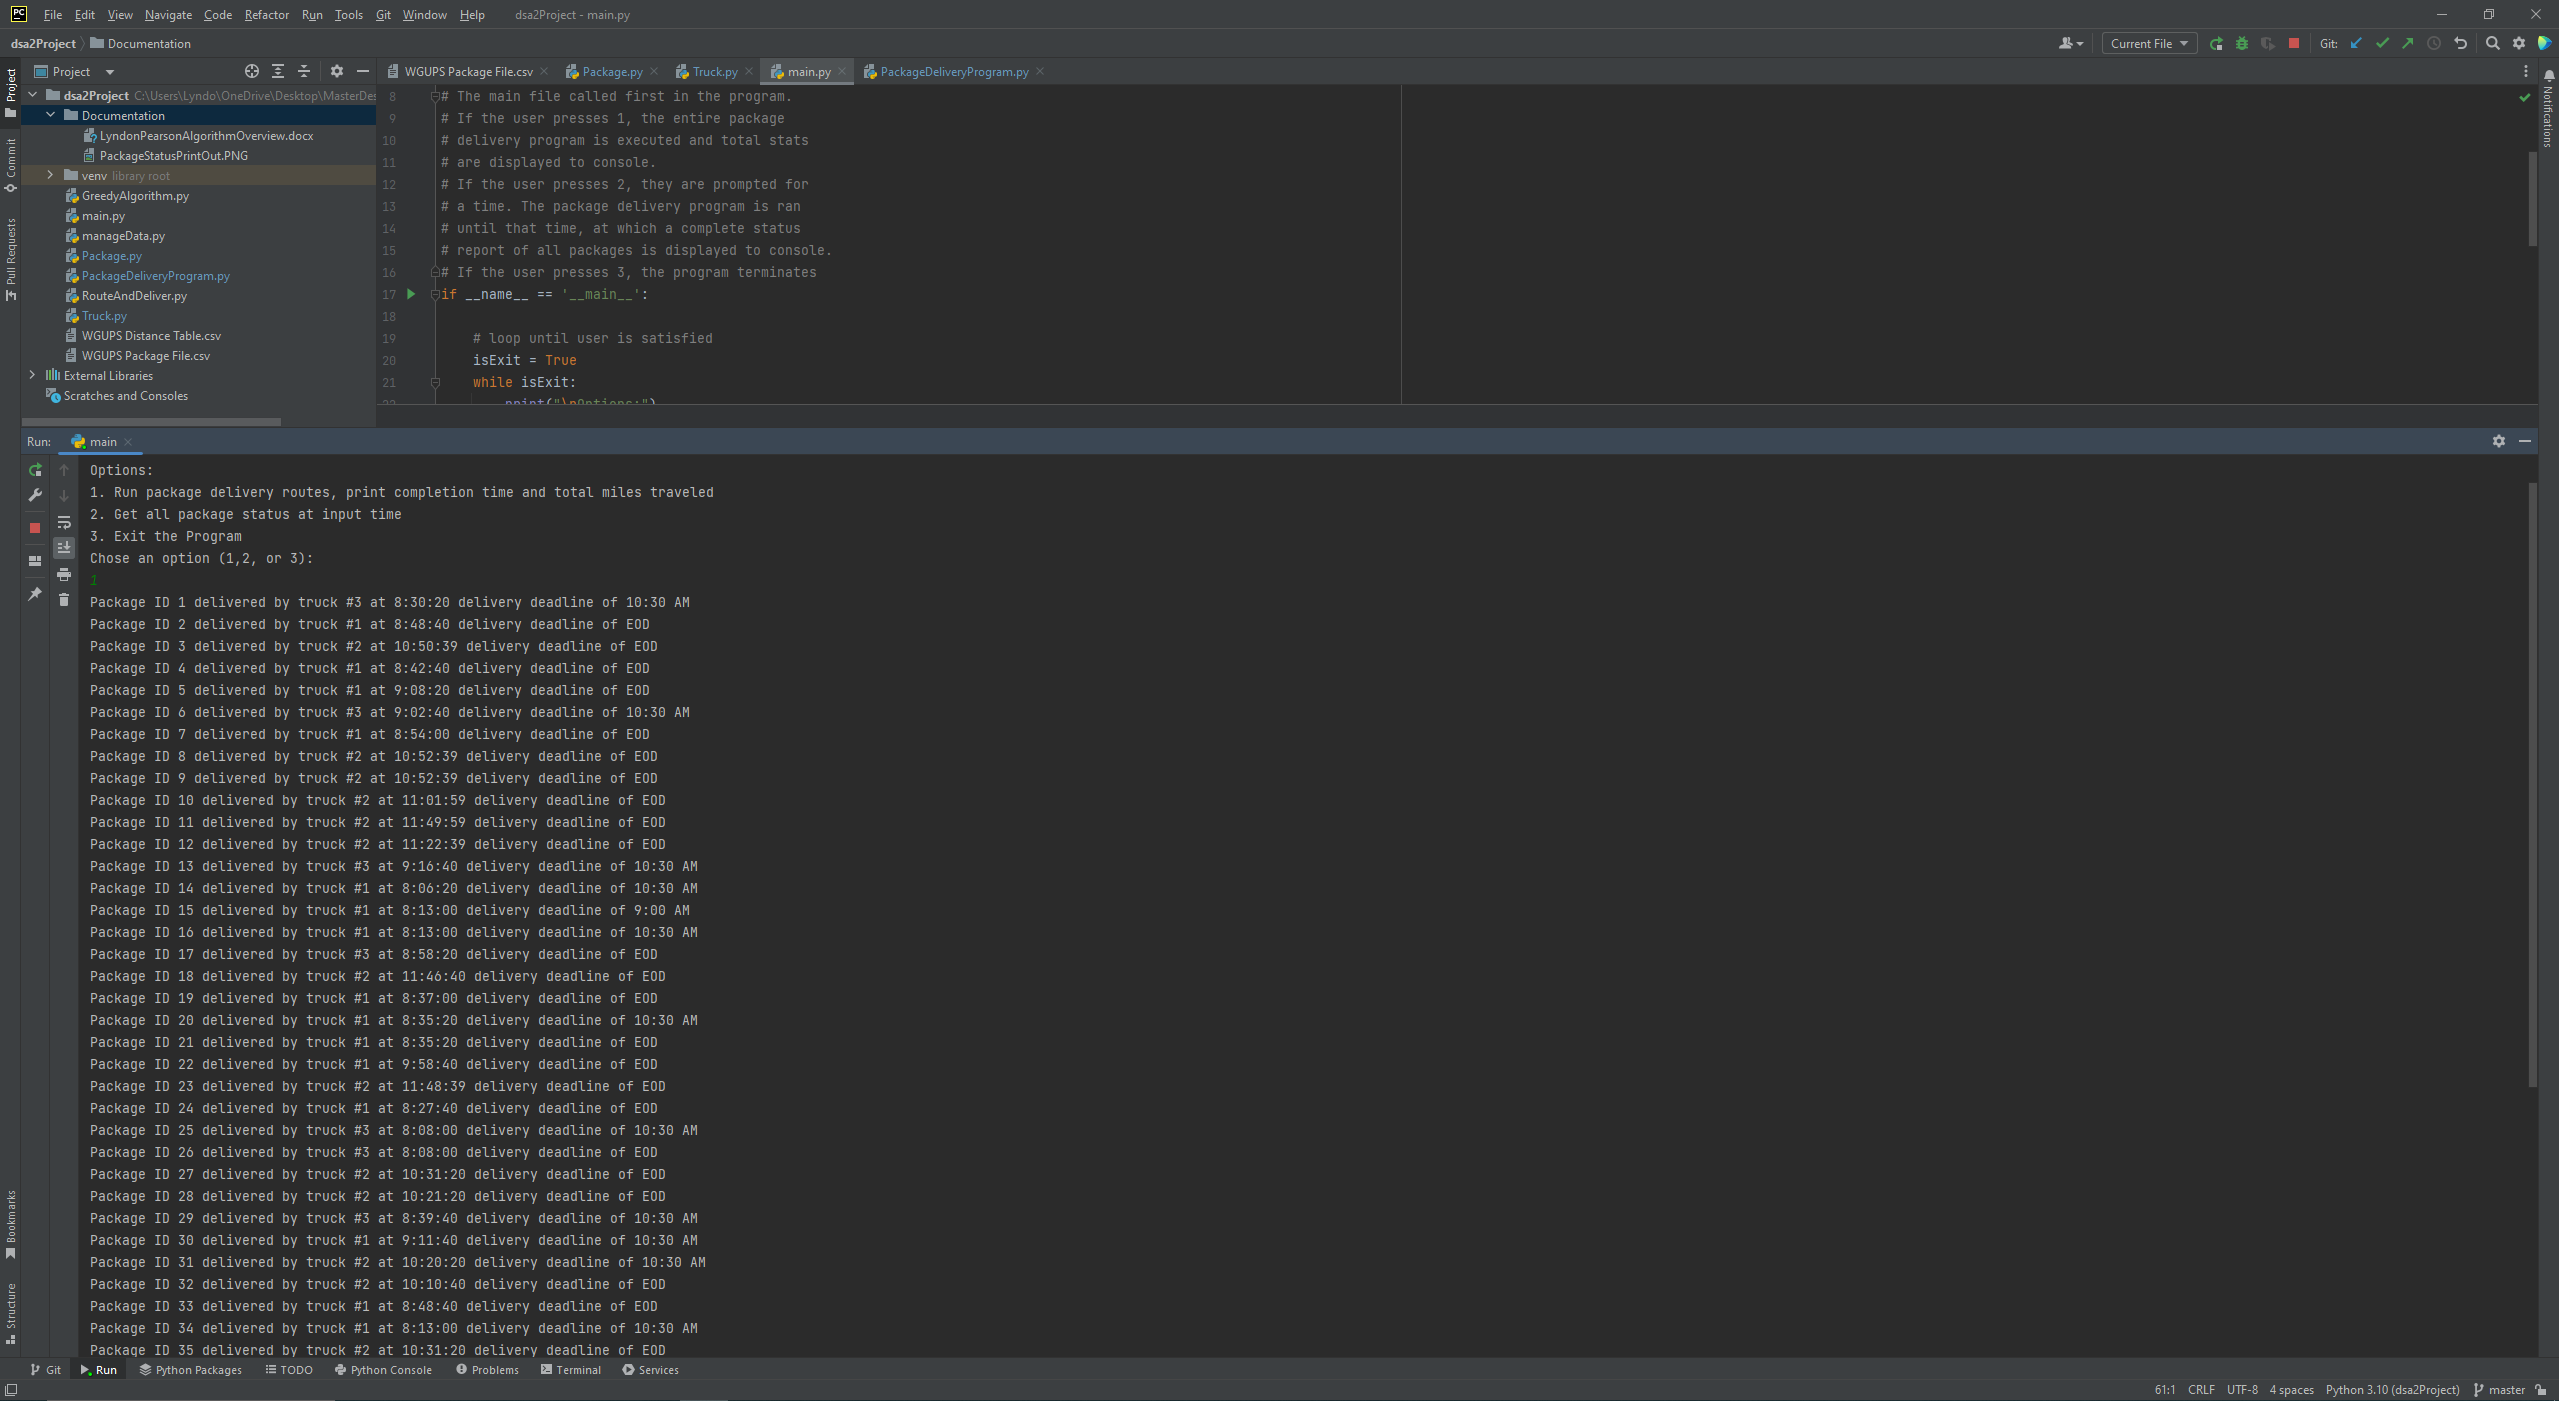 PC File Edit View Navigate Code Refactor Run Tools Git Window Help dsa2Project - main.py
dsa2Project Documentation Current File Git:
Project
WGUPS Package File.csv Package.py Truck.py main.py PackageDeliveryProgram.py
dsa2Project C:\Users\Lyndo\OneDrive\Desktop\MasterDes
Documentation
LyndonPearsonAlgorithmOverview.docx
PackageStatusPrintOut.PNG
venv library root
GreedyAlgorithm.py
main.py
manageData.py
Package.py
PackageDeliveryProgram.py
RouteAndDeliver.py
Truck.py
WGUPS Distance Table.csv
WGUPS Package File.csv
External Libraries
Scratches and Consoles
8 # The main file called first in the program.
9 # If the user presses 1, the entire package
10 # delivery program is executed and total stats
11 # are displayed to console.
12 # If the user presses 2, they are prompted for
13 # a time. The package delivery program is ran
14 # until that time, at which a complete status
15 # report of all packages is displayed to console.
16 # If the user presses 3, the program terminates
17 if __name__ == '__main__':
18
19 # loop until user is satisfied
20 isExit = True
21 while isExit:
22 print("\nOptions:")
Project
Commit
Pull Requests
Bookmarks
Structure
Notifications
Run: main
Options:
1. Run package delivery routes, print completion time and total miles traveled
2. Get all package status at input time
3. Exit the Program
Chose an option (1,2, or 3):
1
Package ID 1 delivered by truck #3 at 8:30:20 delivery deadline of 10:30 AM
Package ID 2 delivered by truck #1 at 8:48:40 delivery deadline of EOD
Package ID 3 delivered by truck #2 at 10:50:39 delivery deadline of EOD
Package ID 4 delivered by truck #1 at 8:42:40 delivery deadline of EOD
Package ID 5 delivered by truck #1 at 9:08:20 delivery deadline of EOD
Package ID 6 delivered by truck #3 at 9:02:40 delivery deadline of 10:30 AM
Package ID 7 delivered by truck #1 at 8:54:00 delivery deadline of EOD
Package ID 8 delivered by truck #2 at 10:52:39 delivery deadline of EOD
Package ID 9 delivered by truck #2 at 10:52:39 delivery deadline of EOD
Package ID 10 delivered by truck #2 at 11:01:59 delivery deadline of EOD
Package ID 11 delivered by truck #2 at 11:49:59 delivery deadline of EOD
Package ID 12 delivered by truck #2 at 11:22:39 delivery deadline of EOD
Package ID 13 delivered by truck #3 at 9:16:40 delivery deadline of 10:30 AM
Package ID 14 delivered by truck #1 at 8:06:20 delivery deadline of 10:30 AM
Package ID 15 delivered by truck #1 at 8:13:00 delivery deadline of 9:00 AM
Package ID 16 delivered by truck #1 at 8:13:00 delivery deadline of 10:30 AM
Package ID 17 delivered by truck #3 at 8:58:20 delivery deadline of EOD
Package ID 18 delivered by truck #2 at 11:46:40 delivery deadline of EOD
Package ID 19 delivered by truck #1 at 8:37:00 delivery deadline of EOD
Package ID 20 delivered by truck #1 at 8:35:20 delivery deadline of 10:30 AM
Package ID 21 delivered by truck #1 at 8:35:20 delivery deadline of EOD
Package ID 22 delivered by truck #1 at 9:58:40 delivery deadline of EOD
Package ID 23 delivered by truck #2 at 11:48:39 delivery deadline of EOD
Package ID 24 delivered by truck #1 at 8:27:40 delivery deadline of EOD
Package ID 25 delivered by truck #3 at 8:08:00 delivery deadline of 10:30 AM
Package ID 26 delivered by truck #3 at 8:08:00 delivery deadline of EOD
Package ID 27 delivered by truck #2 at 10:31:20 delivery deadline of EOD
Package ID 28 delivered by truck #2 at 10:21:20 delivery deadline of EOD
Package ID 29 delivered by truck #3 at 8:39:40 delivery deadline of 10:30 AM
Package ID 30 delivered by truck #1 at 9:11:40 delivery deadline of 10:30 AM
Package ID 31 delivered by truck #2 at 10:20:20 delivery deadline of 10:30 AM
Package ID 32 delivered by truck #2 at 10:10:40 delivery deadline of EOD
Package ID 33 delivered by truck #1 at 8:48:40 delivery deadline of EOD
Package ID 34 delivered by truck #1 at 8:13:00 delivery deadline of 10:30 AM
Package ID 35 delivered by truck #2 at 10:31:20 delivery deadline of EOD
Git Run Python Packages TODO Python Console Problems Terminal Services
61:1 CRLF UTF-8 4 spaces Python 3.10 (dsa2Project) master